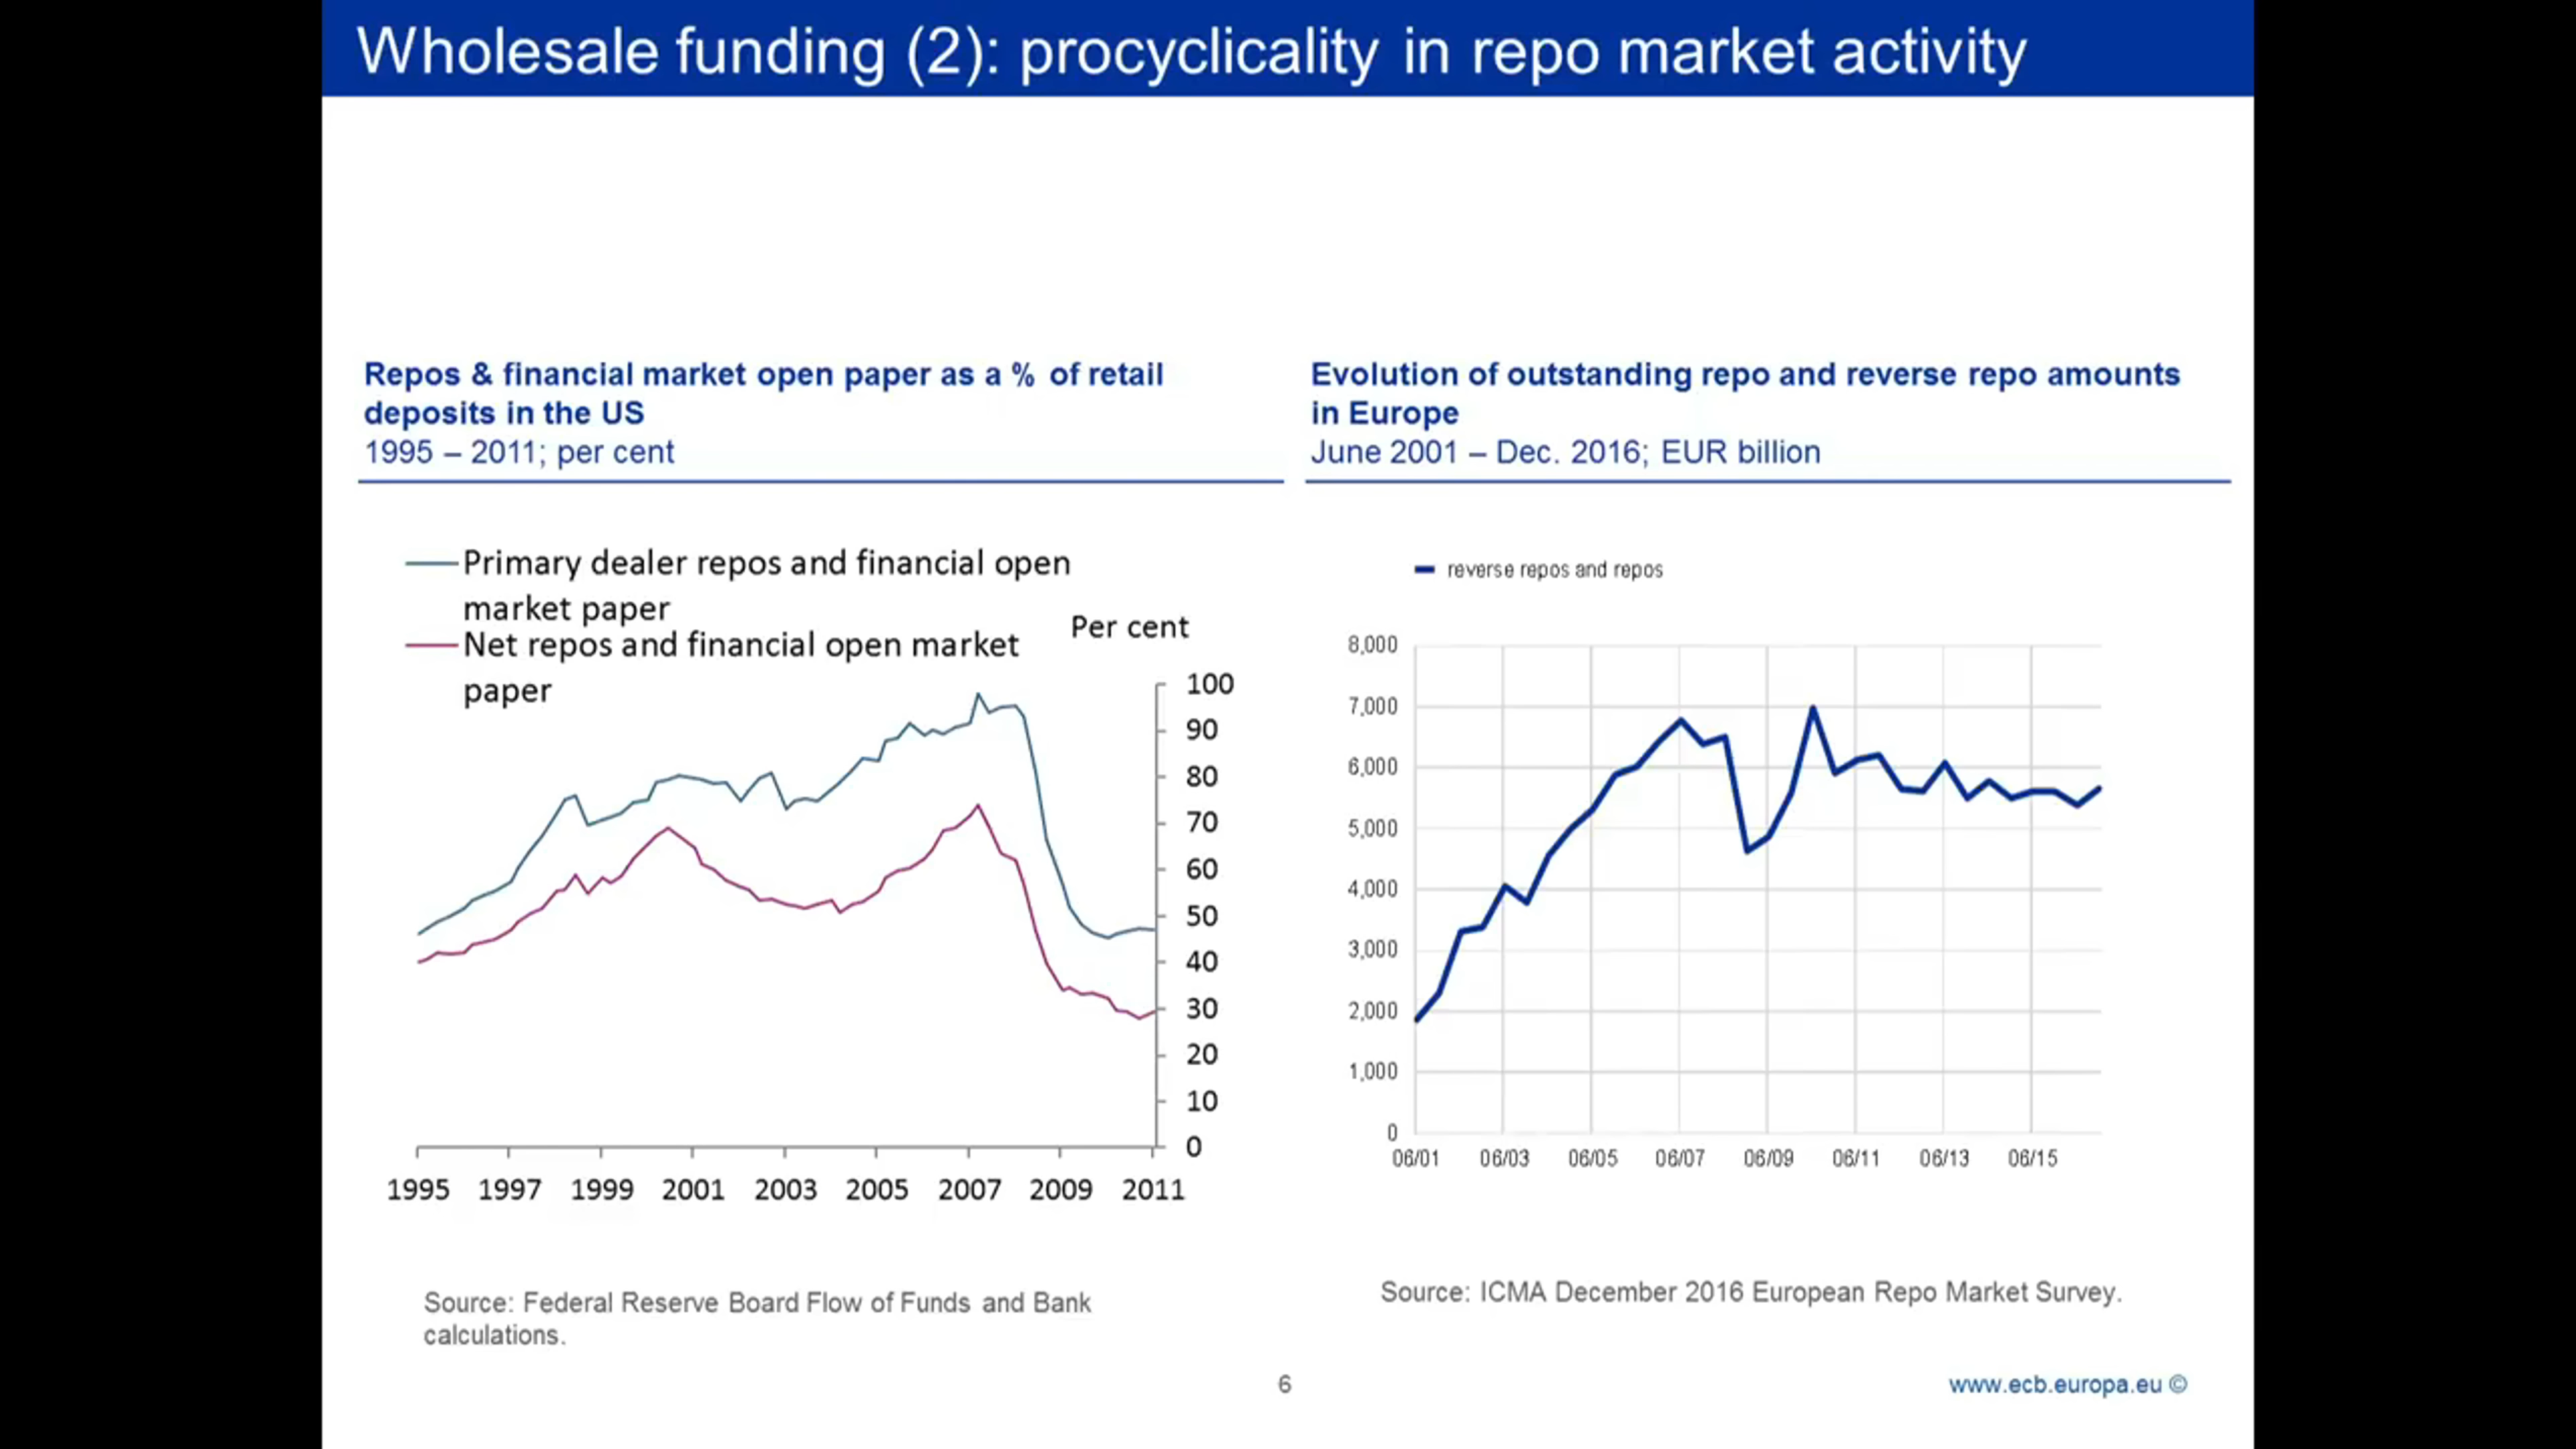 Wholesale funding (2): procyclicality in repo market activity
Repos & financial market open paper as a % of retail
deposits in the US
1995 – 2011; per cent
Primary dealer repos and financial open
market paper
Net repos and financial open market
paper
Per cent
100
90
80
70
60
50
40
30
20
10
0
1995 1997 1999 2001 2003 2005 2007 2009 2011
Source: Federal Reserve Board Flow of Funds and Bank
calculations.
Evolution of outstanding repo and reverse repo amounts
in Europe
June 2001 – Dec. 2016; EUR billion
reverse repos and repos
8,000
7,000
6,000
5,000
4,000
3,000
2,000
1,000
0
06/01 06/03 06/05 06/07 06/09 06/11 06/13 06/15
Source: ICMA December 2016 European Repo Market Survey.
6
www.ecb.europa.eu ©